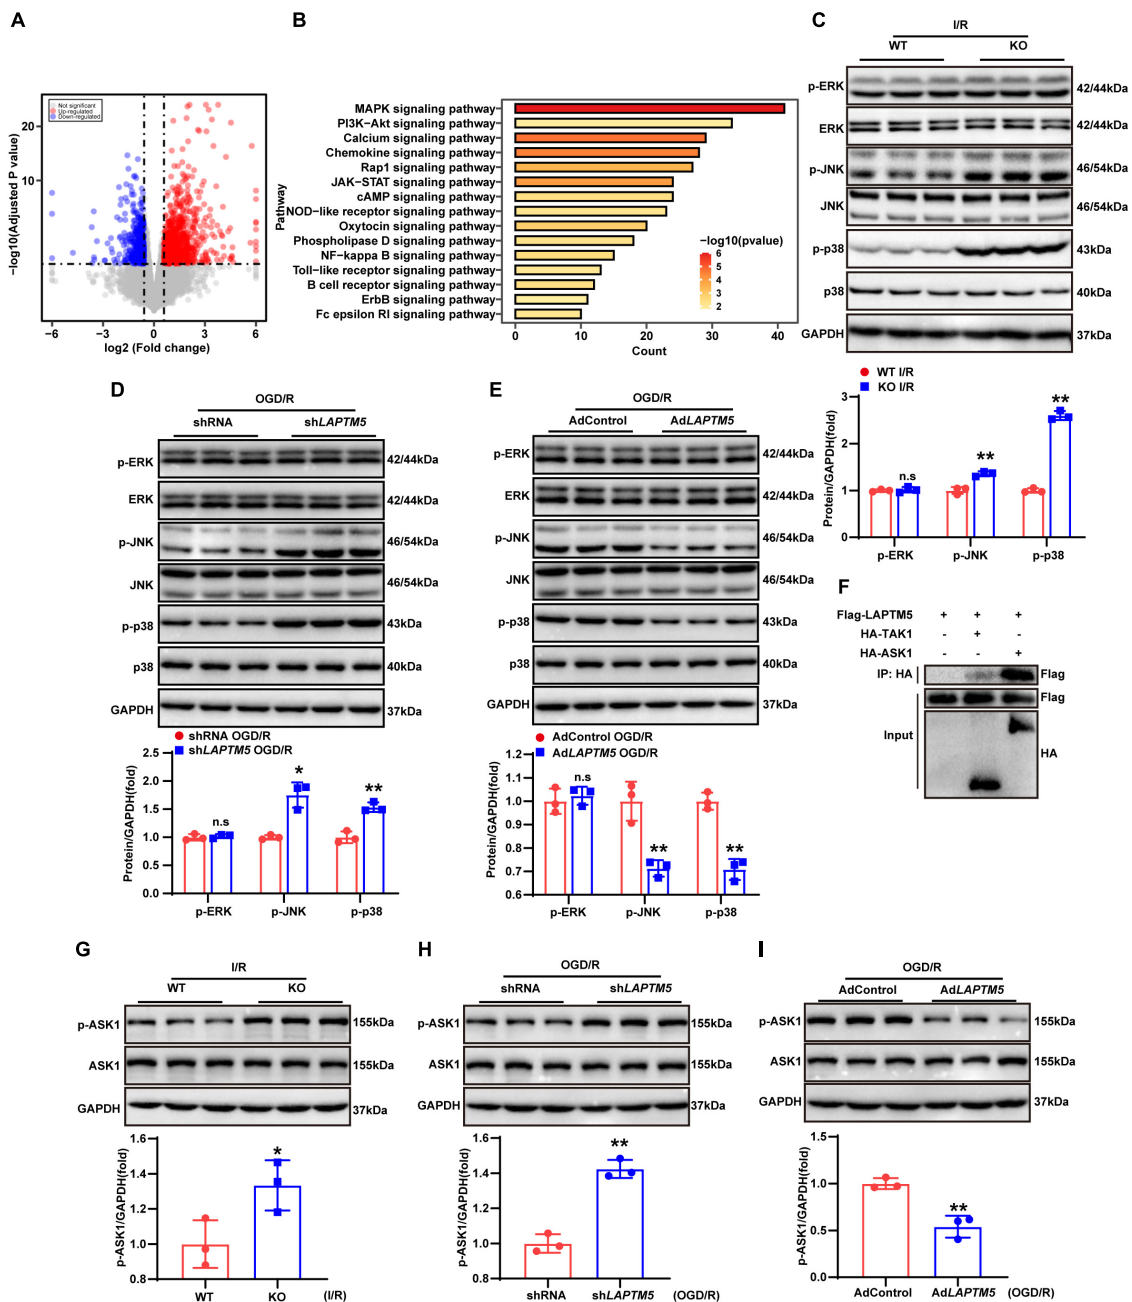 A
Not significant
Up-regulated
Down-regulated
−log10(Adjusted P value)
20
10
−6
−3
0
3
6
log2 (Fold change)
B
Pathway
MAPK signaling pathway
PI3K−Akt signaling pathway
Calcium signaling pathway
Chemokine signaling pathway
Rap1 signaling pathway
JAK−STAT signaling pathway
cAMP signaling pathway
NOD−like receptor signaling pathway
Oxytocin signaling pathway
Phospholipase D signaling pathway
NF−kappa B signaling pathway
Toll−like receptor signaling pathway
B cell receptor signaling pathway
ErbB signaling pathway
Fc epsilon RI signaling pathway
−log10(pvalue)
6
5
4
3
2
0 10 20 30 40
Count
C
I/R
WT KO
p-ERK 42/44kDa
ERK 42/44kDa
p-JNK 46/54kDa
JNK 46/54kDa
p-p38 43kDa
p38 40kDa
GAPDH 37kDa
WT I/R
KO I/R
Protein/GAPDH(fold)
3
2
1
0
n.s
**
**
p-ERK p-JNK p-p38
D
OGD/R
shRNA shLAPTM5
p-ERK 42/44kDa
ERK 42/44kDa
p-JNK 46/54kDa
JNK 46/54kDa
p-p38 43kDa
p38 40kDa
GAPDH 37kDa
shRNA OGD/R
shLAPTM5 OGD/R
Protein/GAPDH(fold)
2.5
2.0
1.5
1.0
0.5
0.0
n.s
*
**
p-ERK p-JNK p-p38
E
OGD/R
AdControl AdLAPTM5
p-ERK 42/44kDa
ERK 42/44kDa
p-JNK 46/54kDa
JNK 46/54kDa
p-p38 43kDa
p38 40kDa
GAPDH 37kDa
AdControl OGD/R
AdLAPTM5 OGD/R
Protein/GAPDH(fold)
1.2
1.1
1.0
0.9
0.8
0.7
0.6
n.s
**
**
p-ERK p-JNK p-p38
F
Flag-LAPTM5 + + +
HA-TAK1 - + -
HA-ASK1 - - +
IP: HA Flag
Input Flag
HA
G
I/R
WT KO
p-ASK1 155kDa
ASK1 155kDa
GAPDH 37kDa
p-ASK1/GAPDH(fold)
1.6
1.4
1.2
1.0
0.8
*
WT KO (I/R)
H
OGD/R
shRNA shLAPTM5
p-ASK1 155kDa
ASK1 155kDa
GAPDH 37kDa
p-ASK1/GAPDH(fold)
1.6
1.4
1.2
1.0
0.8
**
shRNA shLAPTM5 (OGD/R)
I
OGD/R
AdControl AdLAPTM5
p-ASK1 155kDa
ASK1 155kDa
GAPDH 37kDa
p-ASK1/GAPDH(fold)
1.5
1.0
0.5
0.0
**
AdControl AdLAPTM5 (OGD/R)